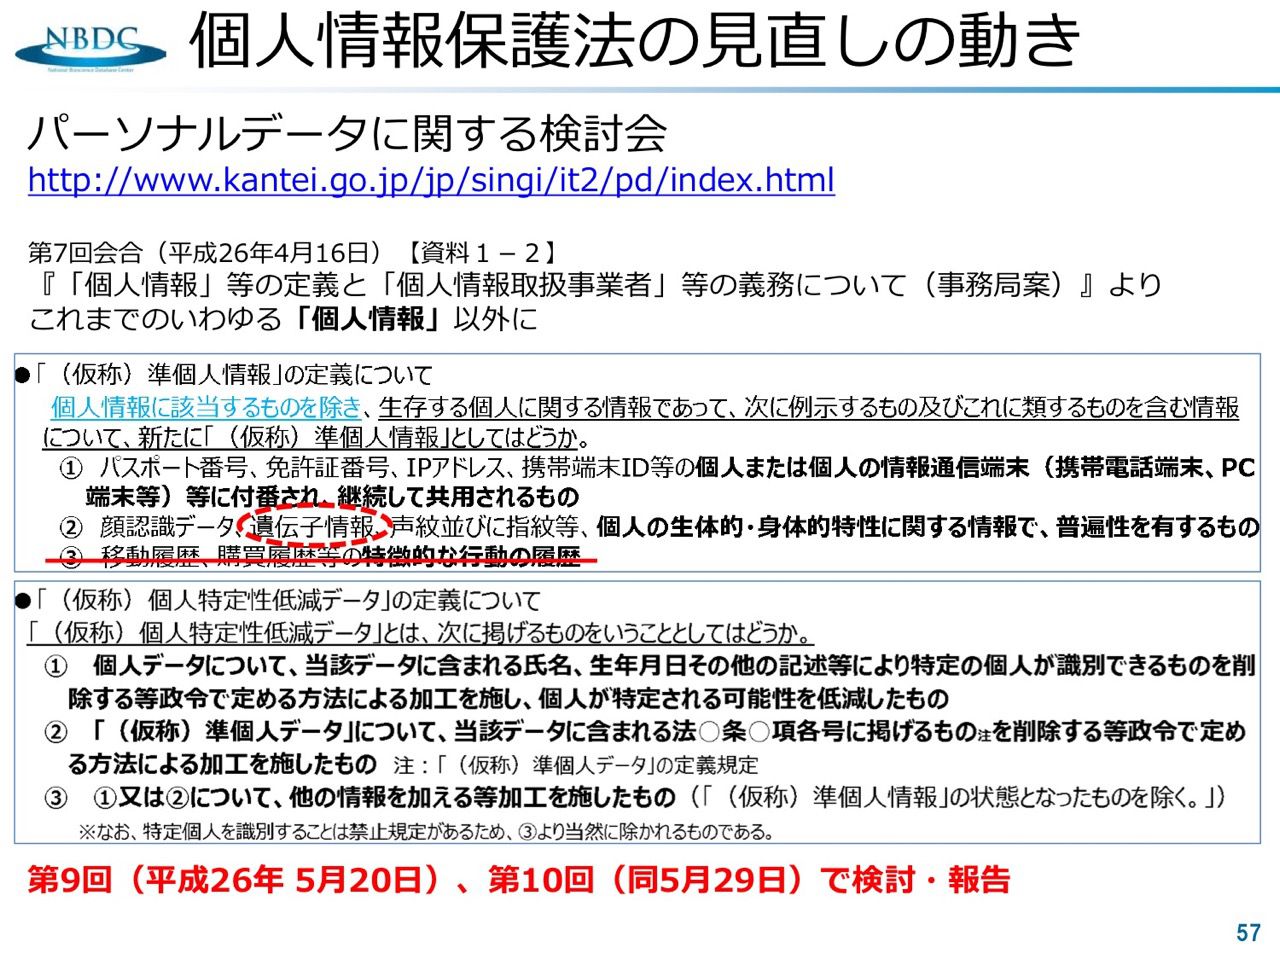 NBDC
National Bioscience Database Center
個人情報保護法の見直しの動き
パーソナルデータに関する検討会
http://www.kantei.go.jp/jp/singi/it2/pd/index.html
第7回会合（平成26年4月16日）【資料１－２】
『「個人情報」等の定義と「個人情報取扱事業者」等の義務について（事務局案）』より
これまでのいわゆる「個人情報」以外に
●「（仮称）準個人情報」の定義について
個人情報に該当するものを除き、生存する個人に関する情報であって、次に例示するもの及びこれに類するものを含む情報
について、新たに「（仮称）準個人情報」としてはどうか。
① パスポート番号、免許証番号、IPアドレス、携帯端末ID等の個人または個人の情報通信端末（携帯電話端末、PC
端末等）等に付番され、継続して共用されるもの
② 顔認識データ、遺伝子情報、声紋並びに指紋等、個人の生体的・身体的特性に関する情報で、普遍性を有するもの
③ 移動履歴、購買履歴等の特徴的な行動の履歴
●「（仮称）個人特定性低減データ」の定義について
「（仮称）個人特定性低減データ」とは、次に掲げるものをいうこととしてはどうか。
① 個人データについて、当該データに含まれる氏名、生年月日その他の記述等により特定の個人が識別できるものを削
除する等政令で定める方法による加工を施し、個人が特定される可能性を低減したもの
② 「（仮称）準個人データ」について、当該データに含まれる法○条○項各号に掲げるもの注を削除する等政令で定め
る方法による加工を施したもの 注：「（仮称）準個人データ」の定義規定
③ ①又は②について、他の情報を加える等加工を施したもの（「（仮称）準個人情報」の状態となったものを除く。」）
※なお、特定個人を識別することは禁止規定があるため、③より当然に除かれるものである。
第9回（平成26年 5月20日）、第10回（同5月29日）で検討・報告
57